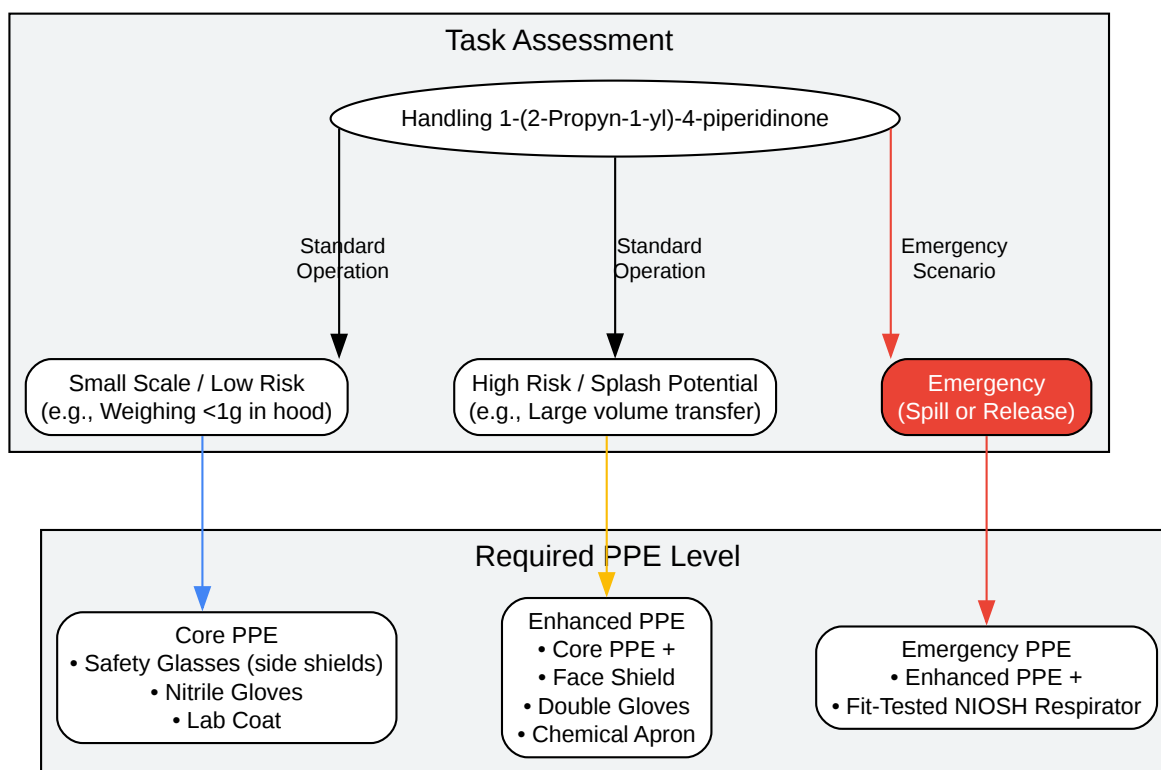 Task Assessment
Handling 1-(2-Propyn-1-yl)-4-piperidinone
Standard
Operation
Standard
Operation
Emergency
Scenario
Small Scale / Low Risk
(e.g., Weighing <1g in hood)
High Risk / Splash Potential
(e.g., Large volume transfer)
Emergency
(Spill or Release)
Required PPE Level
Core PPE
• Safety Glasses (side shields)
• Nitrile Gloves
• Lab Coat
Enhanced PPE
• Core PPE +
• Face Shield
• Double Gloves
• Chemical Apron
Emergency PPE
• Enhanced PPE +
• Fit-Tested NIOSH Respirator